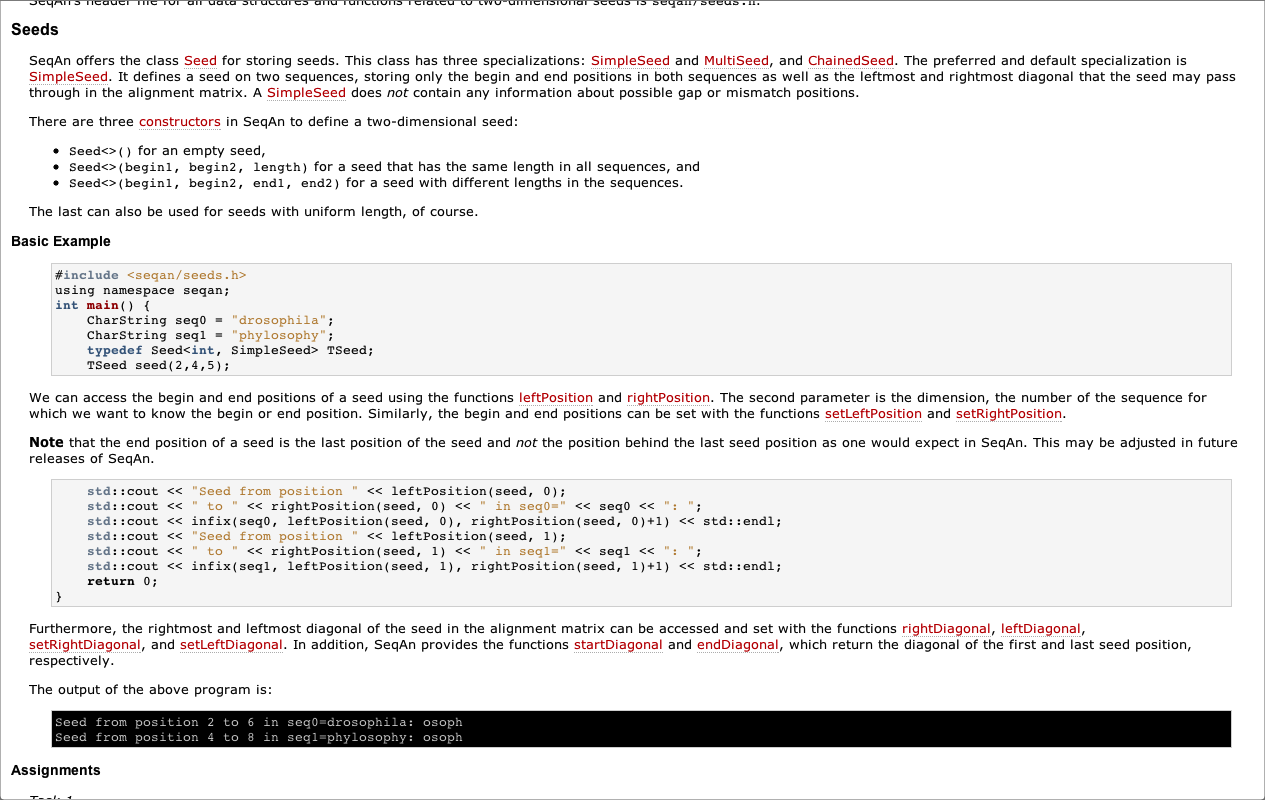 SeqAn's header file for all data structures and functions related to two-dimensional seeds is seqan/seeds.h.
Seeds
SeqAn offers the class Seed for storing seeds. This class has three specializations: SimpleSeed and MultiSeed, and ChainedSeed. The preferred and default specialization is
SimpleSeed. It defines a seed on two sequences, storing only the begin and end positions in both sequences as well as the leftmost and rightmost diagonal that the seed may pass
through in the alignment matrix. A SimpleSeed does not contain any information about possible gap or mismatch positions.
There are three constructors in SeqAn to define a two-dimensional seed:
• Seed<>() for an empty seed,
• Seed<>(begin1, begin2, length) for a seed that has the same length in all sequences, and
• Seed<>(begin1, begin2, end1, end2) for a seed with different lengths in the sequences.
The last can also be used for seeds with uniform length, of course.
Basic Example
#include <seqan/seeds.h>
using namespace seqan;
int main() {
    CharString seq0 = "drosophila";
    CharString seq1 = "phylosophy";
    typedef Seed<int, SimpleSeed> TSeed;
    TSeed seed(2,4,5);
We can access the begin and end positions of a seed using the functions leftPosition and rightPosition. The second parameter is the dimension, the number of the sequence for
which we want to know the begin or end position. Similarly, the begin and end positions can be set with the functions setLeftPosition and setRightPosition.
Note that the end position of a seed is the last position of the seed and not the position behind the last seed position as one would expect in SeqAn. This may be adjusted in future
releases of SeqAn.
    std::cout << "Seed from position " << leftPosition(seed, 0);
    std::cout << " to " << rightPosition(seed, 0) << " in seq0=" << seq0 << ": ";
    std::cout << infix(seq0, leftPosition(seed, 0), rightPosition(seed, 0)+1) << std::endl;
    std::cout << "Seed from position " << leftPosition(seed, 1);
    std::cout << " to " << rightPosition(seed, 1) << " in seq1=" << seq1 << ": ";
    std::cout << infix(seq1, leftPosition(seed, 1), rightPosition(seed, 1)+1) << std::endl;
    return 0;
}
Furthermore, the rightmost and leftmost diagonal of the seed in the alignment matrix can be accessed and set with the functions rightDiagonal, leftDiagonal,
setRightDiagonal, and setLeftDiagonal. In addition, SeqAn provides the functions startDiagonal and endDiagonal, which return the diagonal of the first and last seed position,
respectively.
The output of the above program is:
Seed from position 2 to 6 in seq0=drosophila: osoph
Seed from position 4 to 8 in seq1=phylosophy: osoph
Assignments
Task 1